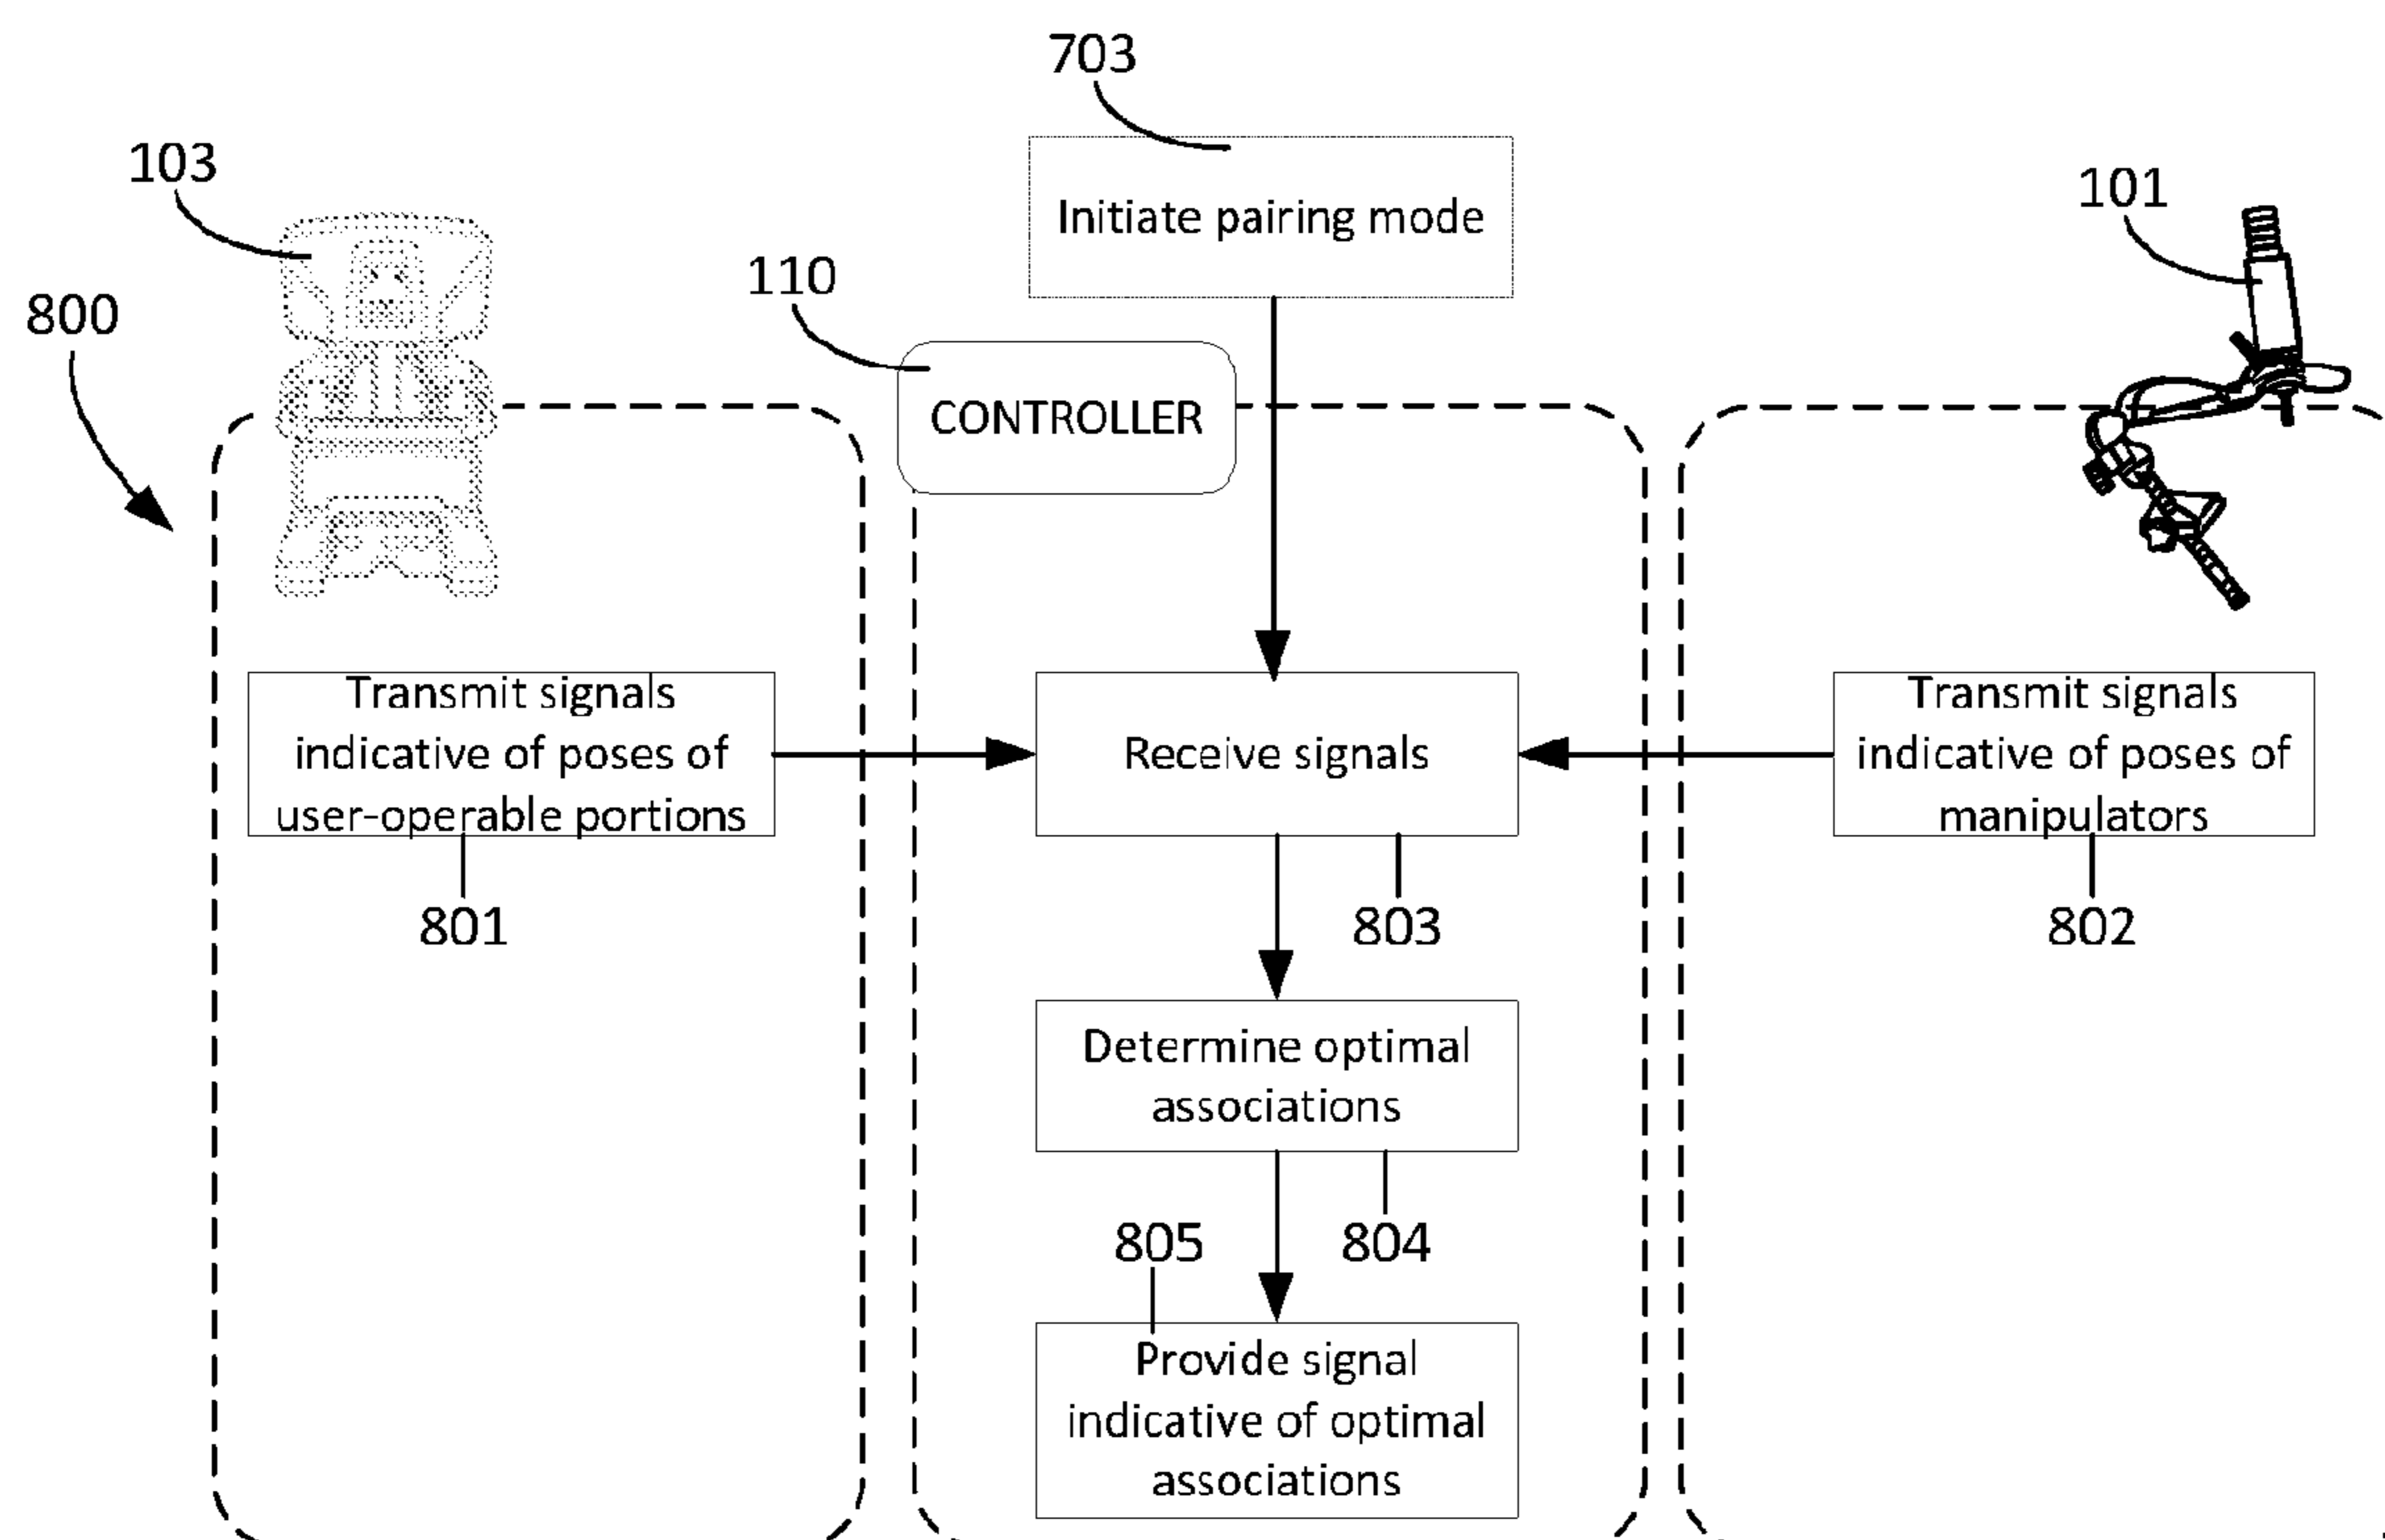 703
103
Initiate pairing mode
101
110
800
CONTROLLER
Transmit signals
indicative of poses of
user-operable portions
Receive signals
Transmit signals
indicative of poses of
manipulators
801
803
802
Determine optimal
associations
805
804
Provide signal
indicative of optimal
associations